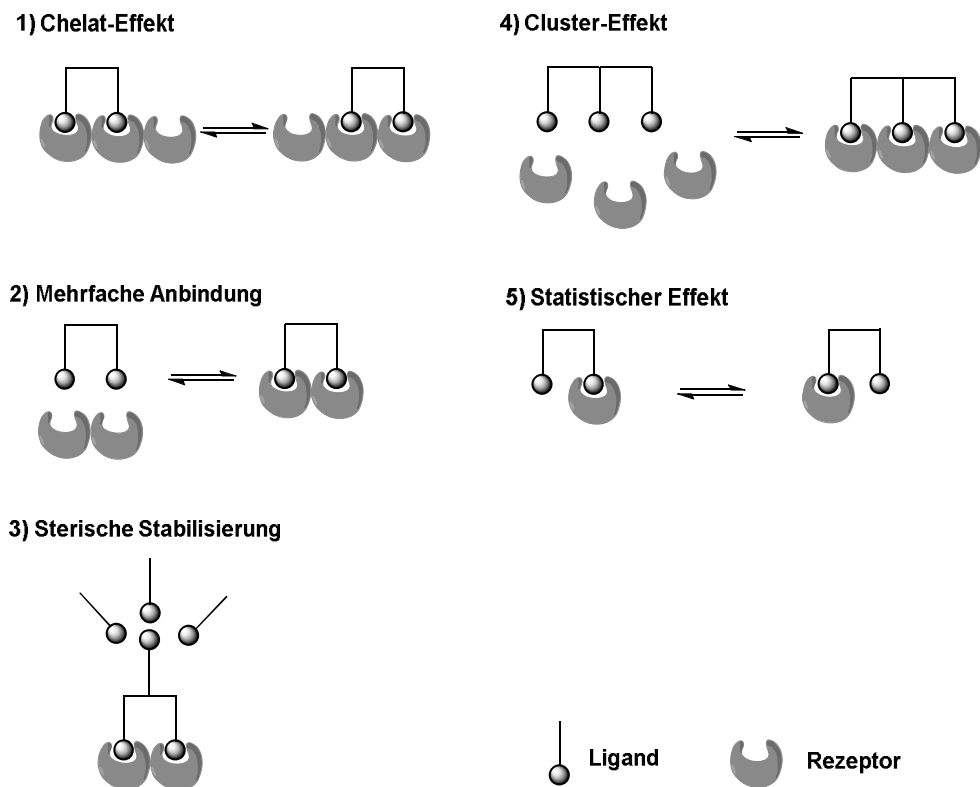 1) Chelat-Effekt
4) Cluster-Effekt
2) Mehrfache Anbindung
5) Statistischer Effekt
3) Sterische Stabilisierung
Ligand
Rezeptor